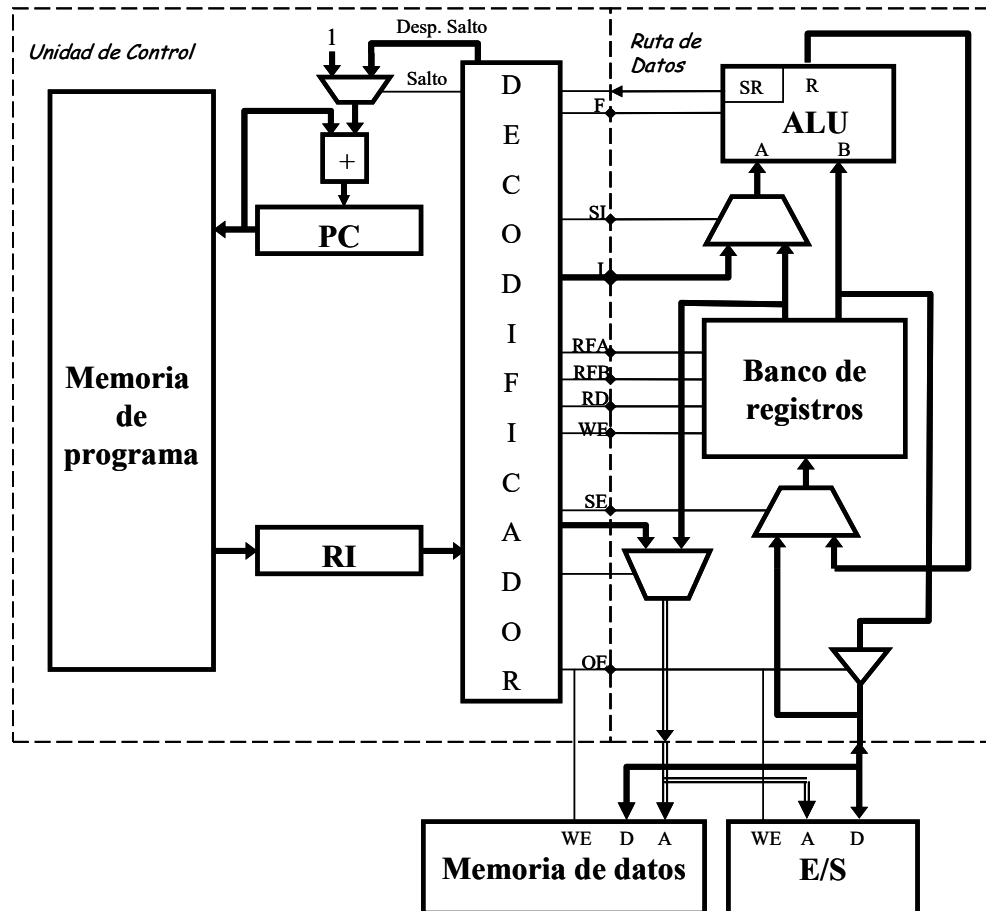 Unidad de Control
1
Desp. Salto
Salto
+
PC
Memoria
de
programa
RI
D
E
C
O
D
I
F
I
C
A
D
O
R
Ruta de
Datos
F
SI
I
RFA
RFB
RD
WE
SE
OE
SR
R
ALU
A
B
Banco de
registros
WE D A
Memoria de datos
WE A D
E/S